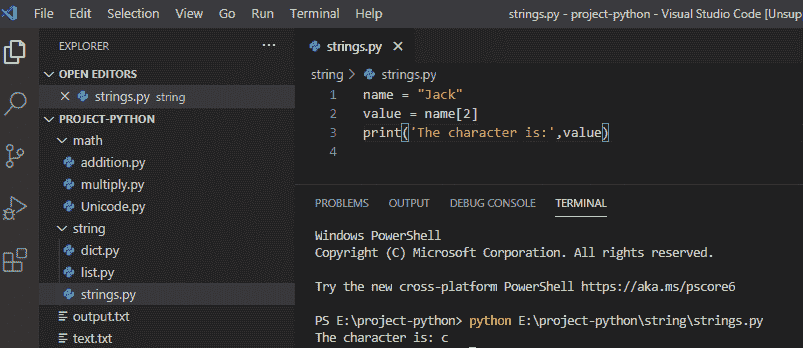 File Edit Selection View Go Run Terminal Help strings.py - project-python - Visual Studio Code [Unsup
EXPLORER ...
OPEN EDITORS
strings.py string
PROJECT-PYTHON
math
addition.py
multiply.py
Unicode.py
string
dict.py
list.py
strings.py
output.txt
text.txt
strings.py
string > strings.py
1 name = "Jack"
2 value = name[2]
3 print('The character is:',value)
4
PROBLEMS OUTPUT DEBUG CONSOLE TERMINAL
Windows PowerShell
Copyright (C) Microsoft Corporation. All rights reserved.
Try the new cross-platform PowerShell https://aka.ms/pscore6
PS E:\project-python> python E:\project-python\string\strings.py
The character is: c